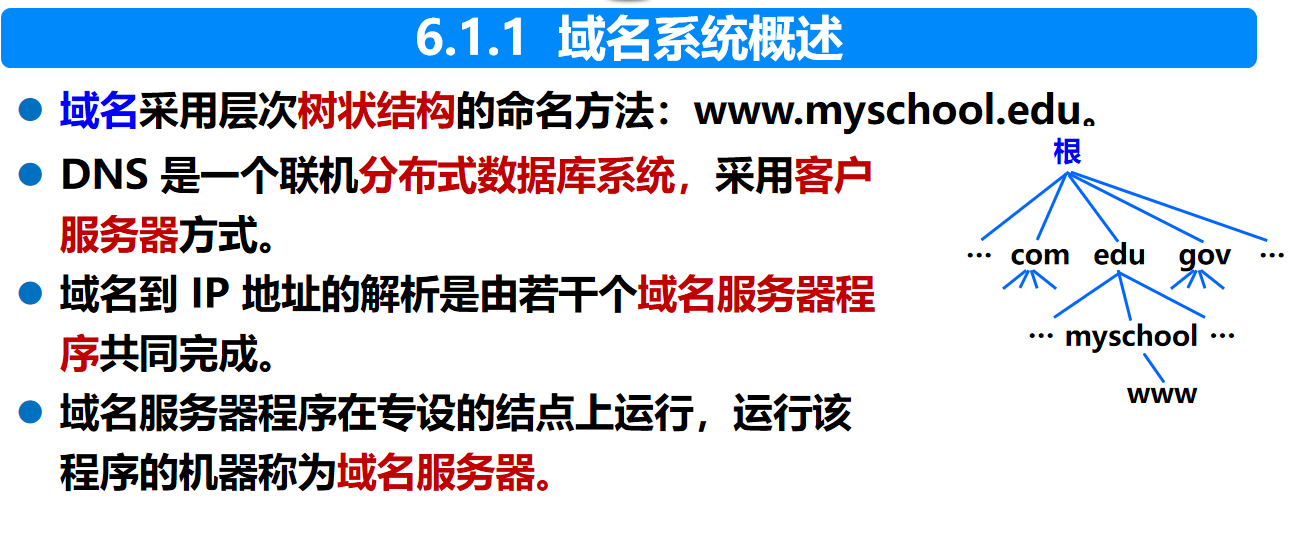 6.1.1 域名系统概述
域名采用层次树状结构的命名方法：www.myschool.edu。
DNS 是一个联机分布式数据库系统，采用客户
服务器方式。
域名到 IP 地址的解析是由若干个域名服务器程
序共同完成。
域名服务器程序在专设的结点上运行，运行该
程序的机器称为域名服务器。
根
… com edu gov …
… myschool …
www